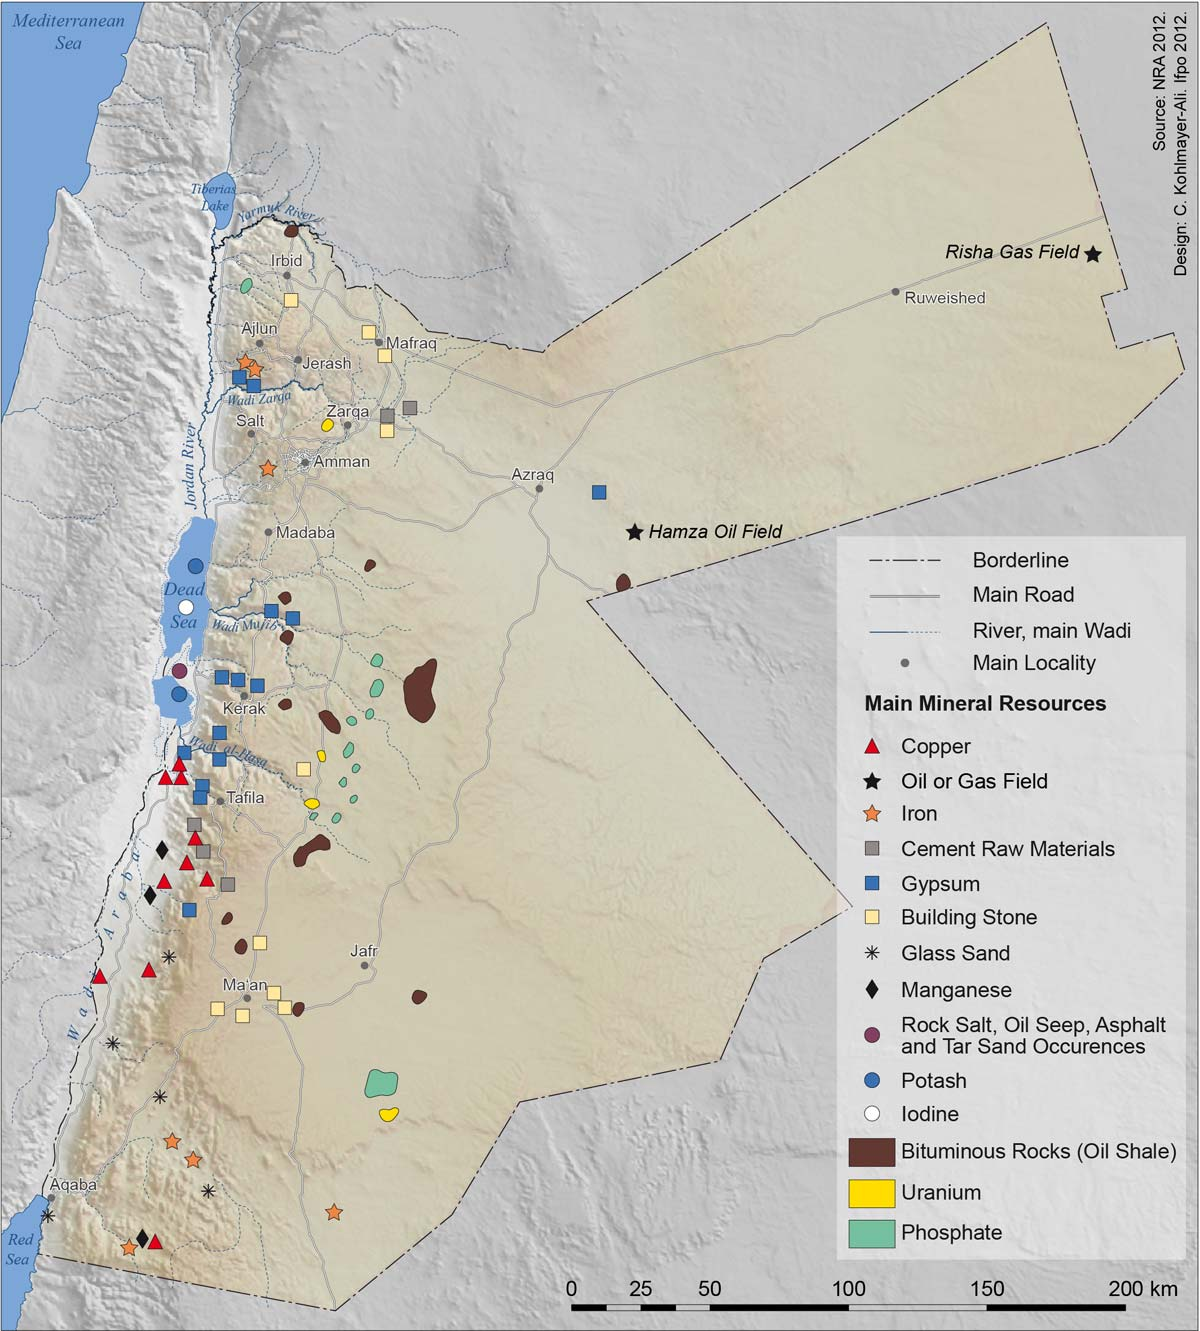 Mediterranean
Sea
Source: NRA 2012.
Design: C. Kohlmayer-Ali. Ifpo 2012.
Tiberias
Lake
Yarmuk River
Irbid
Risha Gas Field
Ruweished
Ajlun
Mafraq
Jerash
Wadi Zarqa
Zarqa
Salt
Jordan River
Amman
Azraq
Hamza Oil Field
Madaba
Dead
Sea
Wadi Mujib
Kerak
Wadi al-Hasa
Tafila
Wadi Araba
Jafr
Ma'an
Aqaba
Red
Sea
Borderline
Main Road
River, main Wadi
Main Locality
Main Mineral Resources
Copper
Oil or Gas Field
Iron
Cement Raw Materials
Gypsum
Building Stone
Glass Sand
Manganese
Rock Salt, Oil Seep, Asphalt
and Tar Sand Occurences
Potash
Iodine
Bituminous Rocks (Oil Shale)
Uranium
Phosphate
0 25 50 100 150 200 km